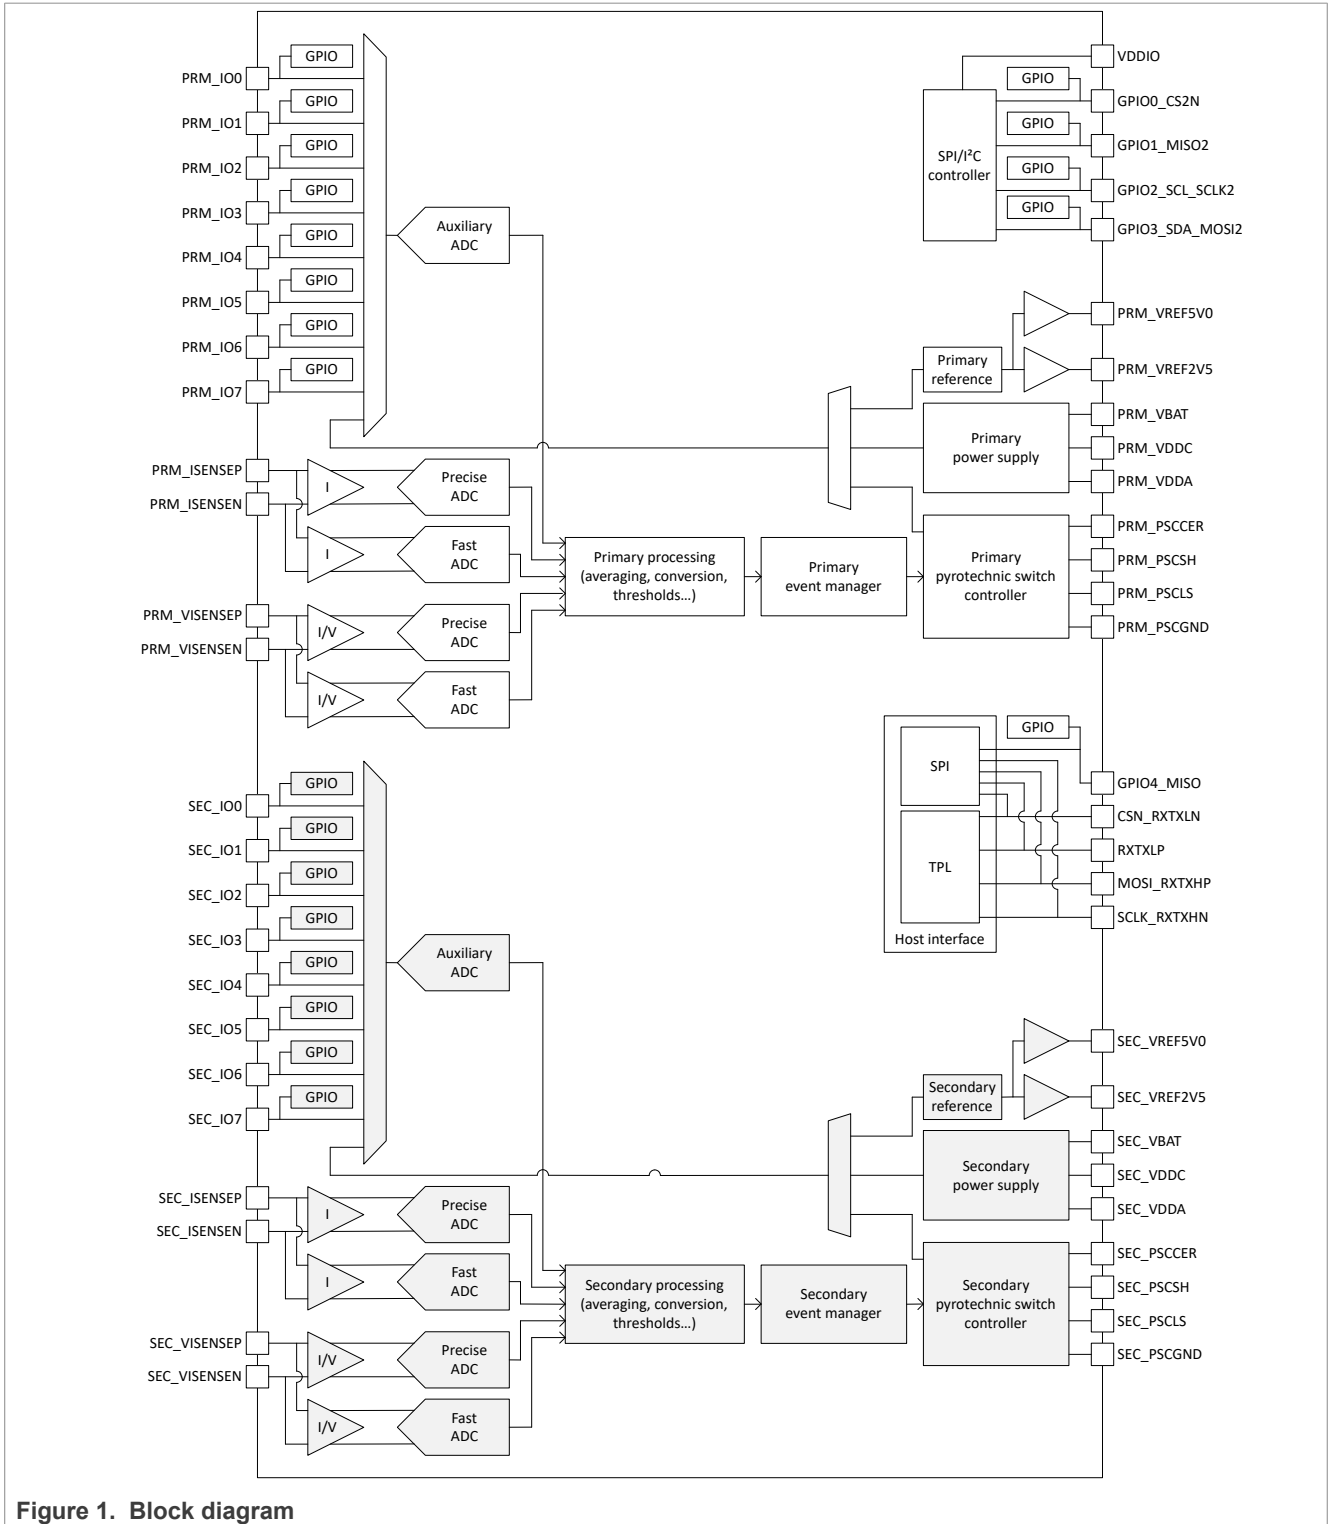 PRM_IO0
GPIO
PRM_IO1
GPIO
PRM_IO2
GPIO
PRM_IO3
GPIO
PRM_IO4
GPIO
PRM_IO5
GPIO
PRM_IO6
GPIO
PRM_IO7
GPIO
Auxiliary
ADC
PRM_ISENSEP
PRM_ISENSEN
I
Precise
ADC
I
Fast
ADC
PRM_VISENSEP
PRM_VISENSEN
I/V
Precise
ADC
I/V
Fast
ADC
Primary processing
(averaging, conversion,
thresholds...)
Primary
event manager
VDDIO
GPIO
GPIO0_CS2N
GPIO
GPIO1_MISO2
SPI/I²C
controller
GPIO
GPIO2_SCL_SCLK2
GPIO
GPIO3_SDA_MOSI2
PRM_VREF5V0
Primary
reference
PRM_VREF2V5
Primary
power supply
PRM_VBAT
PRM_VDDC
PRM_VDDA
Primary
pyrotechnic switch
controller
PRM_PSCCER
PRM_PSCSH
PRM_PSCLS
PRM_PSCGND
GPIO
SPI
TPL
Host interface
GPIO4_MISO
CSN_RXTXLN
RXTXLP
MOSI_RXTXHP
SCLK_RXTXHN
SEC_IO0
GPIO
SEC_IO1
GPIO
SEC_IO2
GPIO
SEC_IO3
GPIO
SEC_IO4
GPIO
SEC_IO5
GPIO
SEC_IO6
GPIO
SEC_IO7
GPIO
Auxiliary
ADC
SEC_ISENSEP
SEC_ISENSEN
I
Precise
ADC
I
Fast
ADC
SEC_VISENSEP
SEC_VISENSEN
I/V
Precise
ADC
I/V
Fast
ADC
Secondary processing
(averaging, conversion,
thresholds...)
Secondary
event manager
SEC_VREF5V0
Secondary
reference
SEC_VREF2V5
Secondary
power supply
SEC_VBAT
SEC_VDDC
SEC_VDDA
Secondary
pyrotechnic switch
controller
SEC_PSCCER
SEC_PSCSH
SEC_PSCLS
SEC_PSCGND
Figure 1. Block diagram